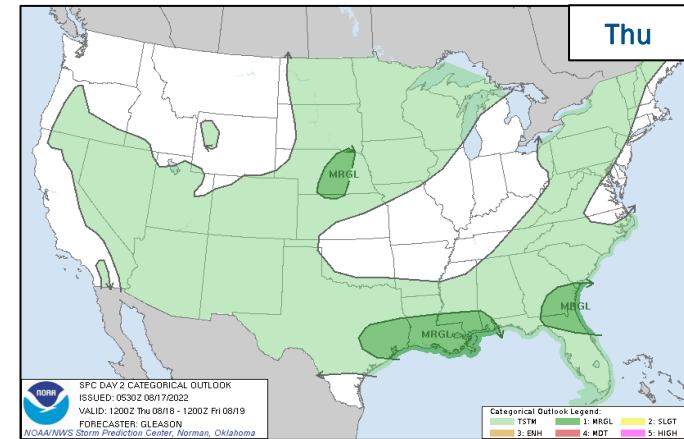 Thu
MRGL
MRGL
MRGL
NOAA
SPC DAY 2 CATEGORICAL OUTLOOK
ISSUED: 0530Z 08/17/2022
VALID: 1200Z Thu 08/18 - 1200Z Fri 08/19
FORECASTER: GLEASON
NOAA/NWS Storm Prediction Center, Norman, Oklahoma
Categorical Outlook Legend:
TSTM 1: MRGL 2: SLGT
3: ENH 4: MDT 5: HIGH